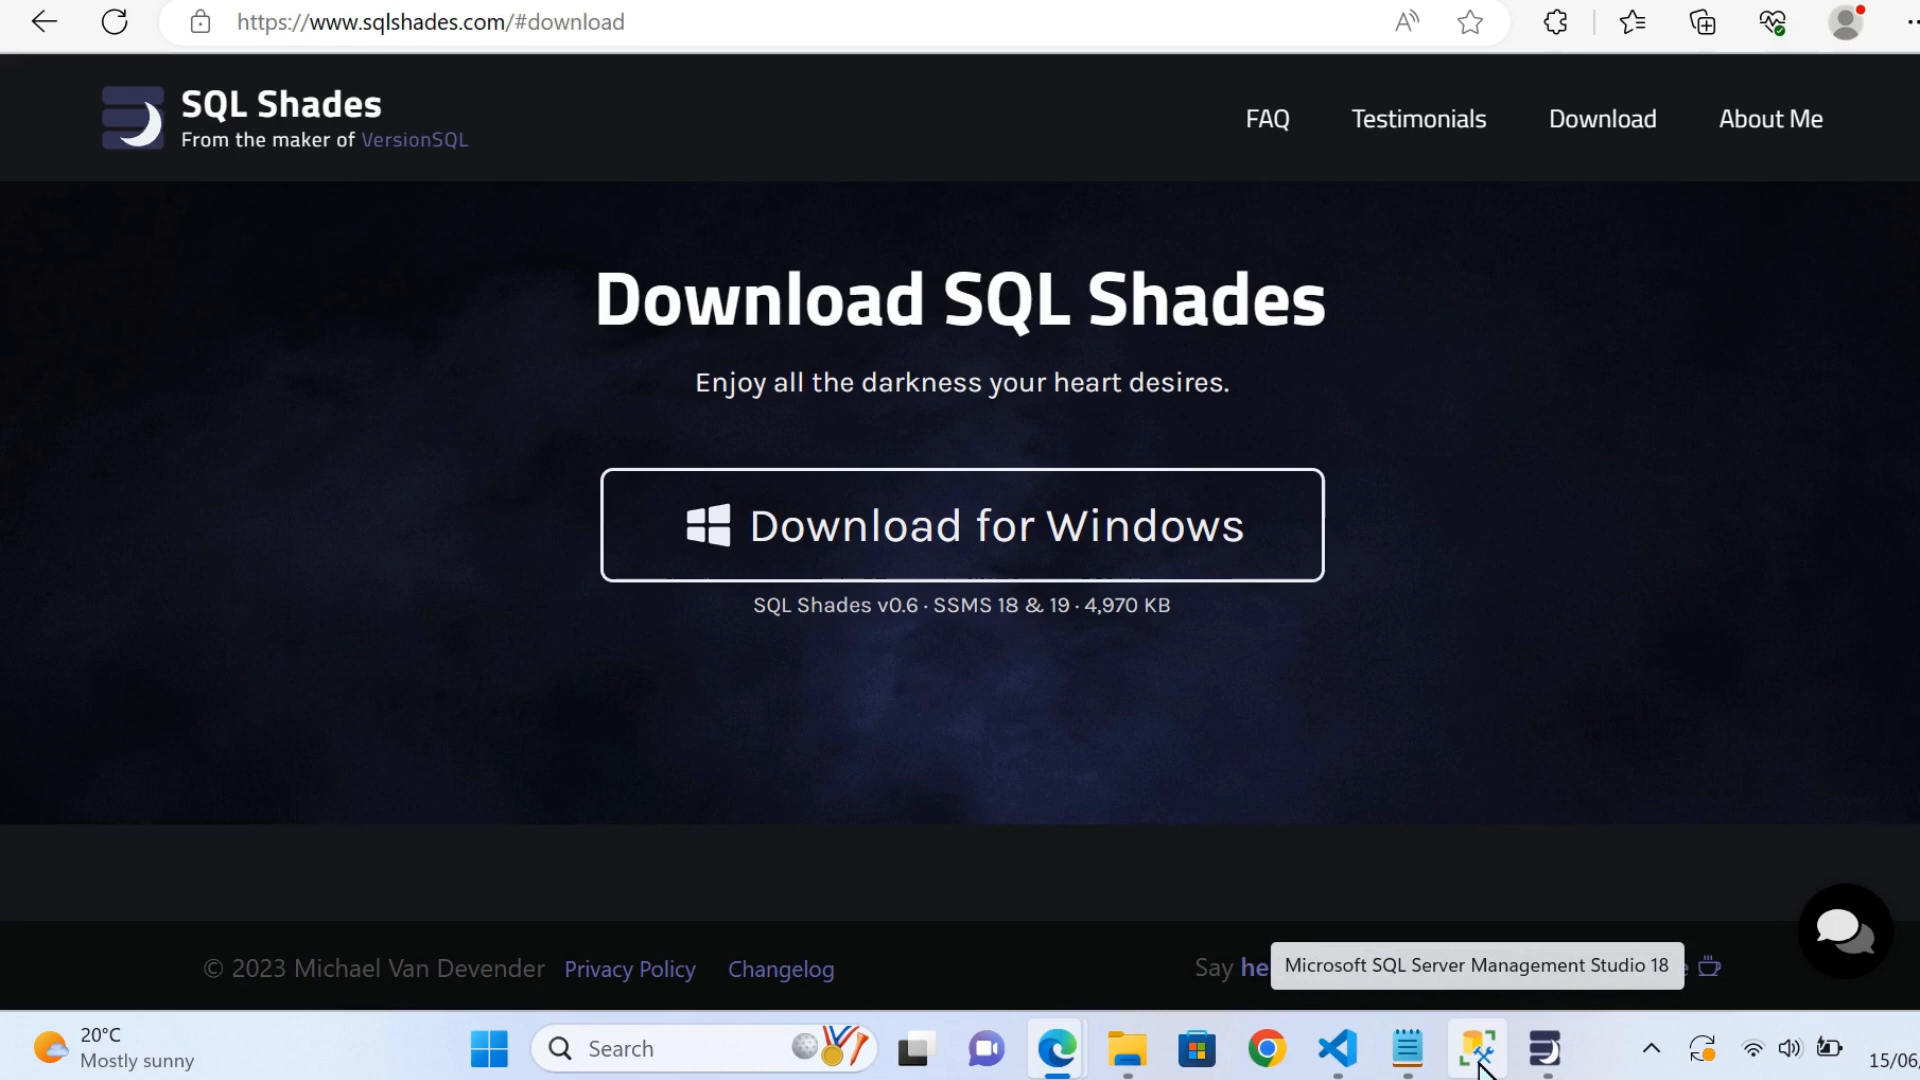 https://www.sqlshades.com/#download
SQL Shades
From the maker of VersionSQL
FAQ
Testimonials
Download
About Me
Download SQL Shades
Enjoy all the darkness your heart desires.
Download for Windows
SQL Shades v0.6 · SSMS 18 & 19 · 4,970 KB
© 2023 Michael Van Devender
Privacy Policy
Changelog
Say
Microsoft SQL Server Management Studio 18
20°C
Mostly sunny
Search
15/06